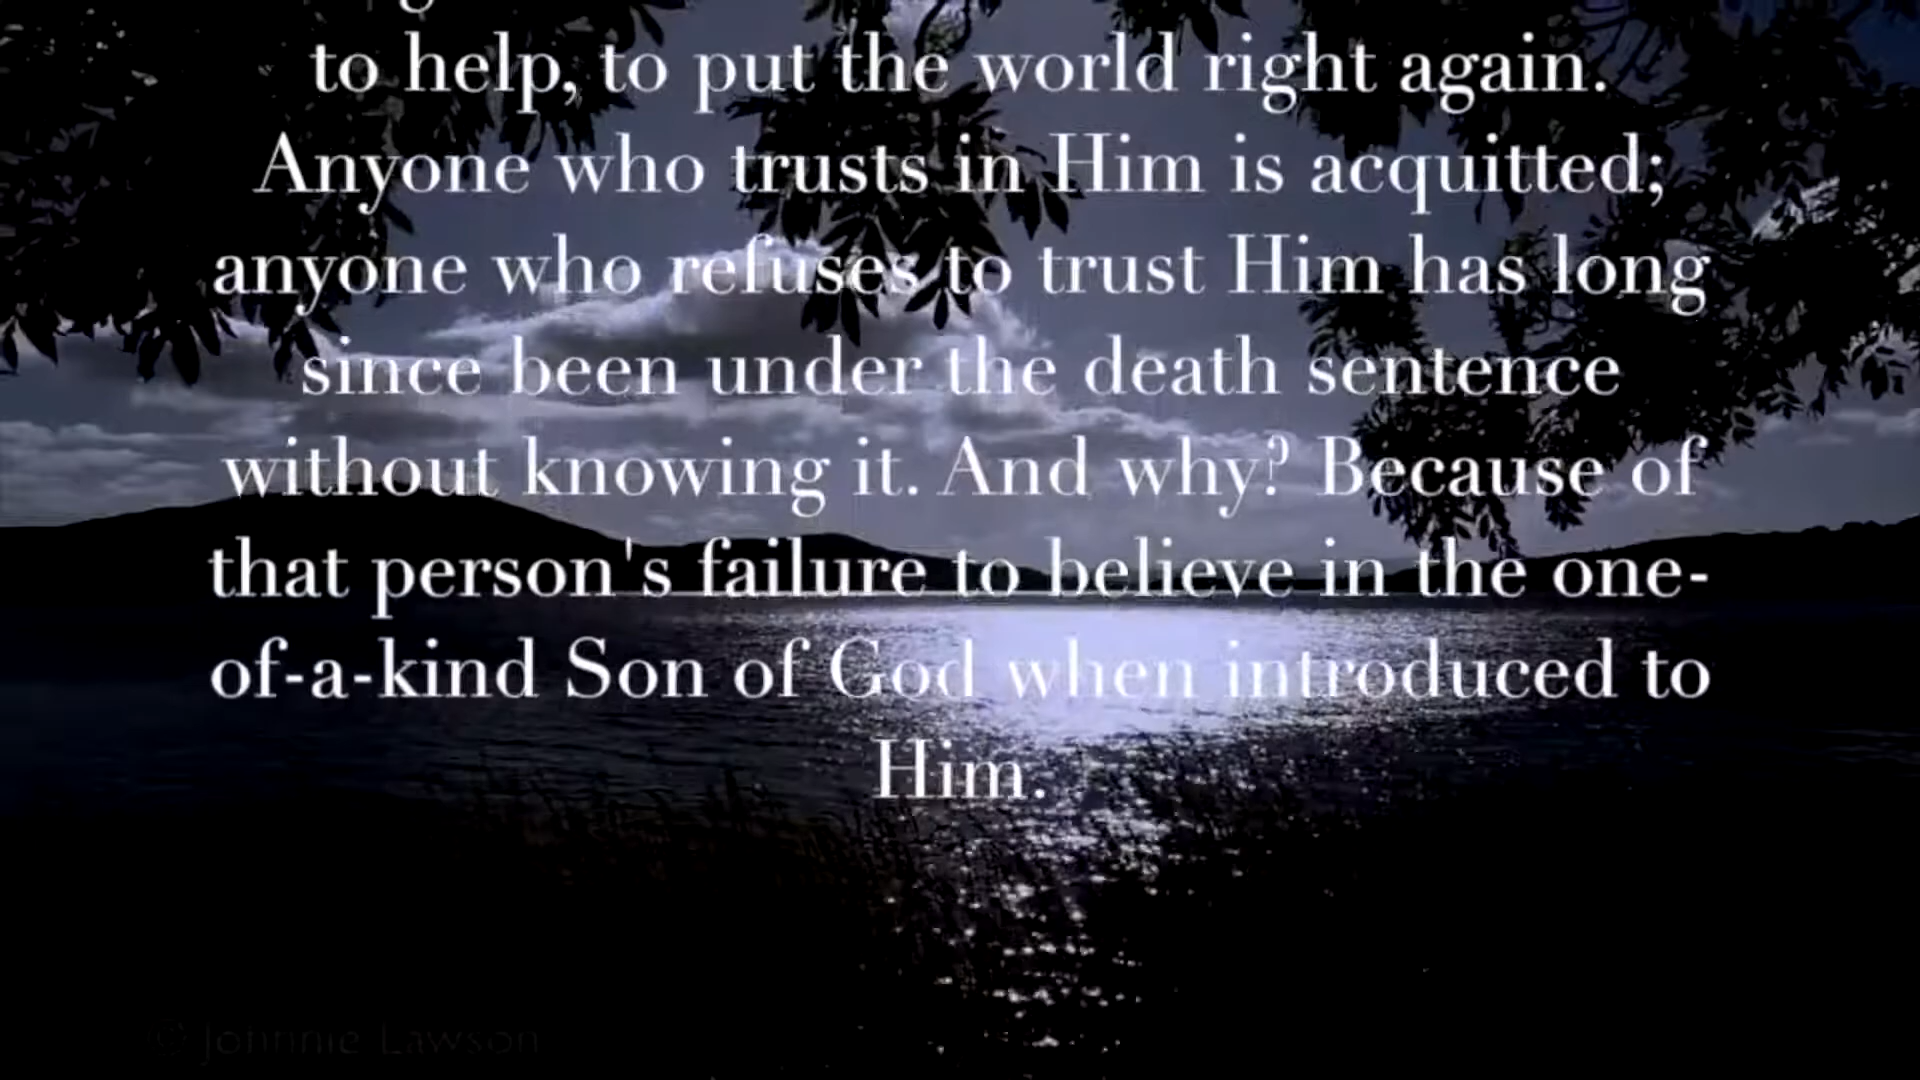 to help, to put the world right again.
Anyone who trusts in Him is acquitted;
anyone who refuses to trust Him has long
since been under the death sentence
without knowing it. And why? Because of
that person's failure to believe in the one-
of-a-kind Son of God when introduced to
Him.
© Johnnie Lawson